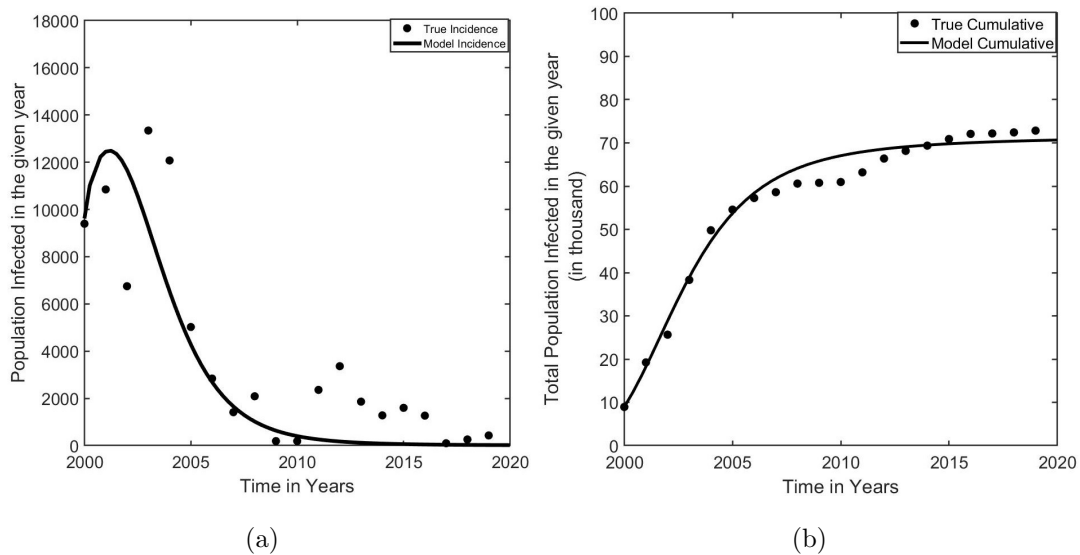 18000
16000
14000
12000
10000
8000
6000
4000
2000
0
2000 2005 2010 2015 2020
Population Infected in the given year
Time in Years
True Incidence
Model Incidence
(a)
100
90
80
70
60
50
40
30
20
10
0
2000 2005 2010 2015 2020
Total Population Infected in the given year
(in thousand)
Time in Years
True Cumulative
Model Cumulative
(b)